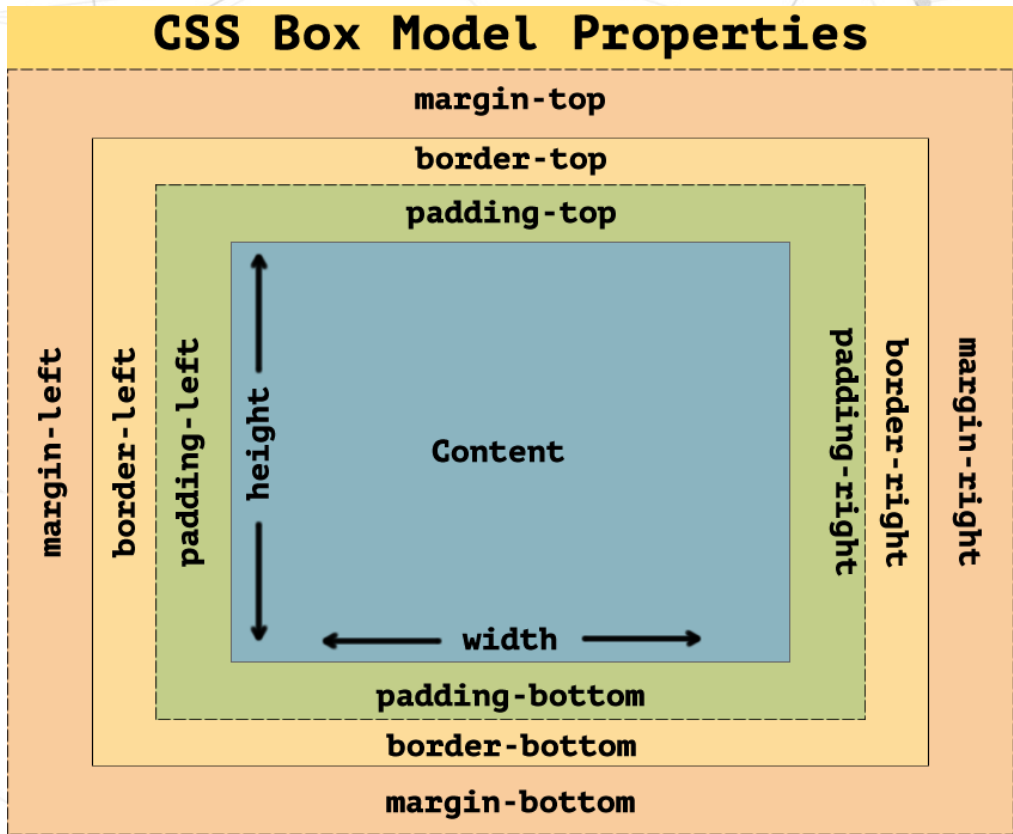 CSS Box Model Properties
margin-top
border-top
padding-top
margin-left
border-left
padding-left
height
Content
padding-right
border-right
margin-right
width
padding-bottom
border-bottom
margin-bottom